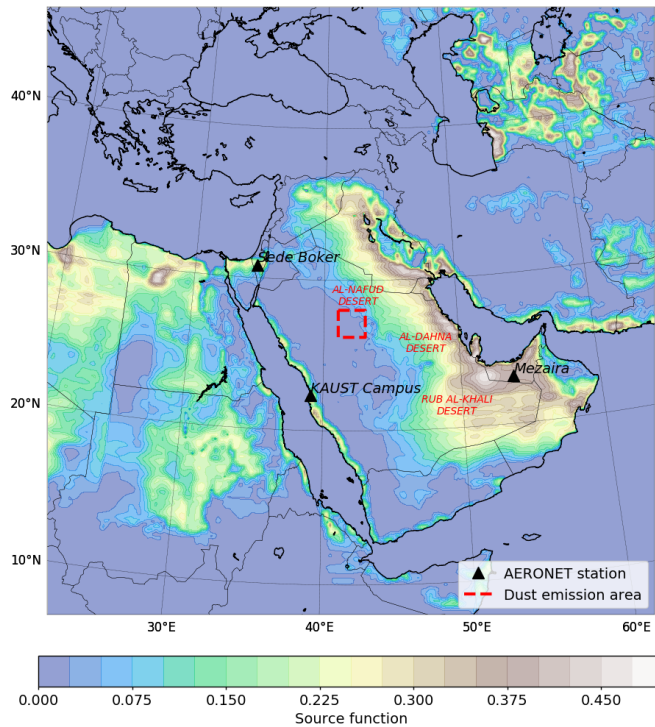 40°N
30°N
20°N
10°N
Sede Boker
AL-NAFUD
DESERT
AL-DAHNA
DESERT
Mezaira
KAUST Campus
RUB AL-KHALI
DESERT
AERONET station
Dust emission area
30°E
40°E
50°E
60°E
0.000
0.075
0.150
0.225
0.300
0.375
0.450
Source function